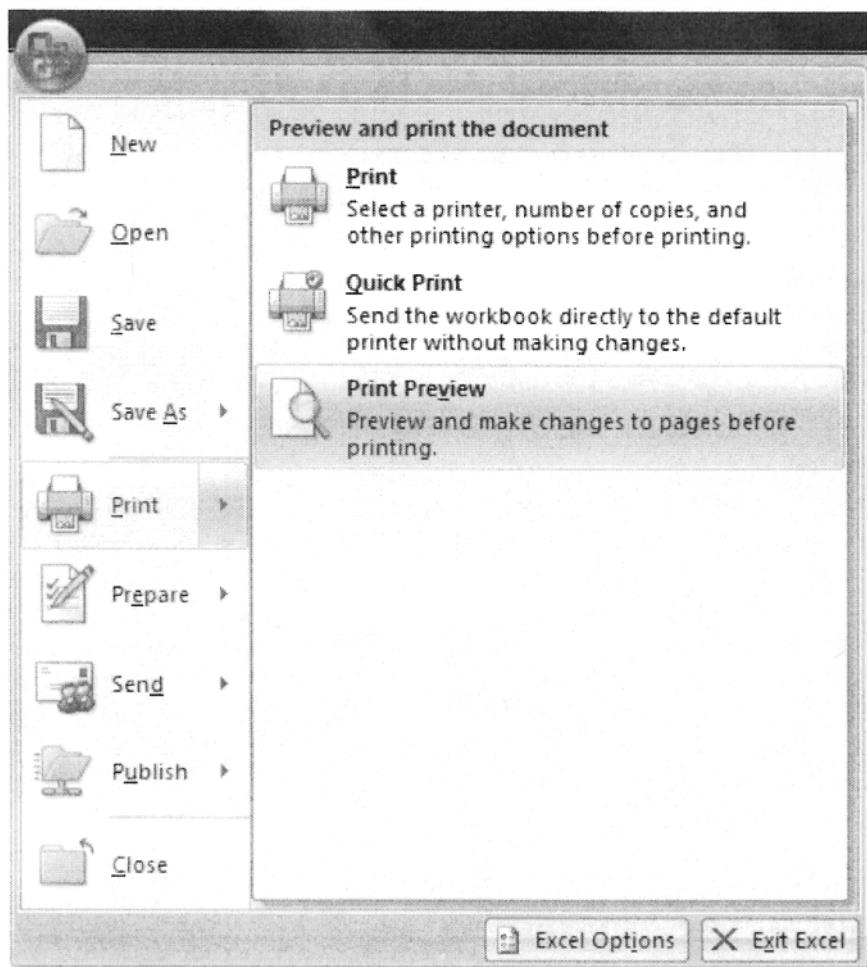 New
Open
Save
Save As
Print
Prepare
Send
Publish
Close
Preview and print the document
Print
Select a printer, number of copies, and
other printing options before printing.
Quick Print
Send the workbook directly to the default
printer without making changes.
Print Preview
Preview and make changes to pages before
printing.
Excel Options
Exit Excel